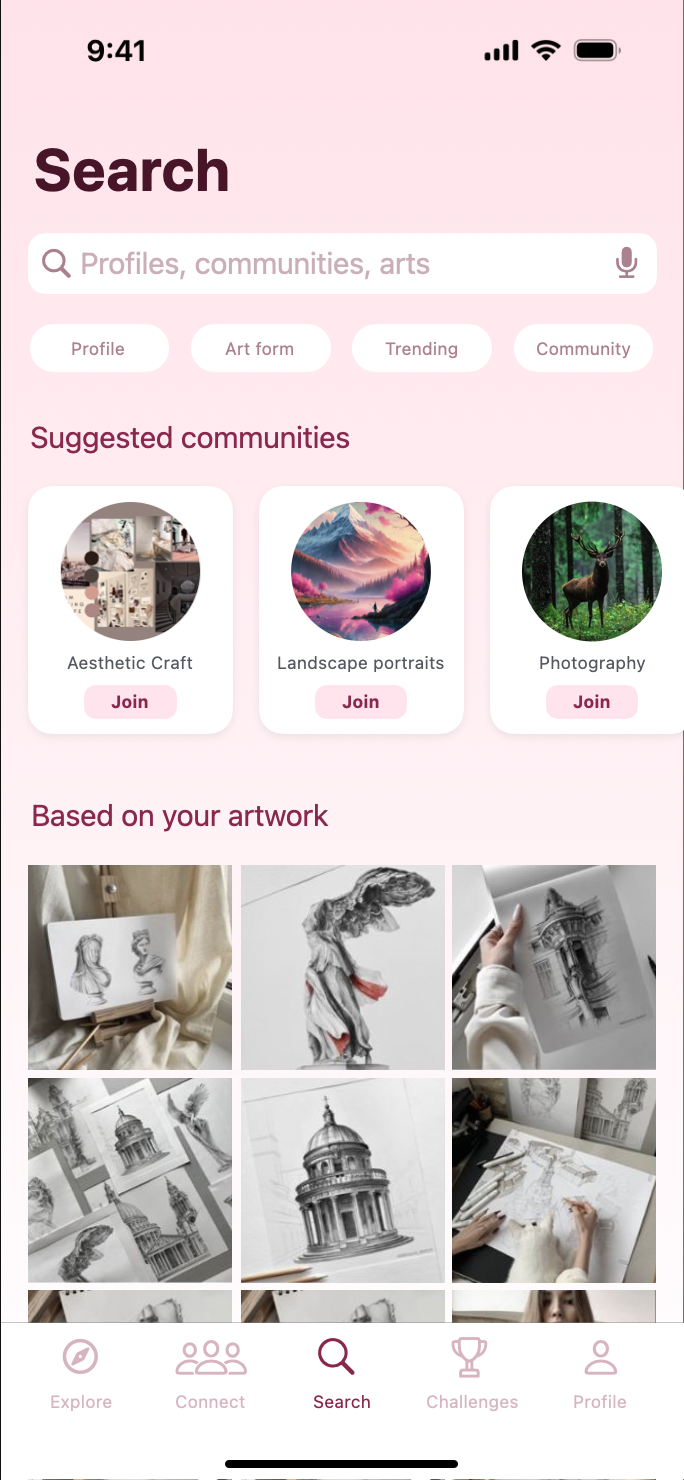 9:41
Search
Profiles, communities, arts
Profile Art form Trending Community
Suggested communities
Aesthetic Craft Landscape portraits Photography
Join Join Join
Based on your artwork
Explore Connect Search Challenges Profile